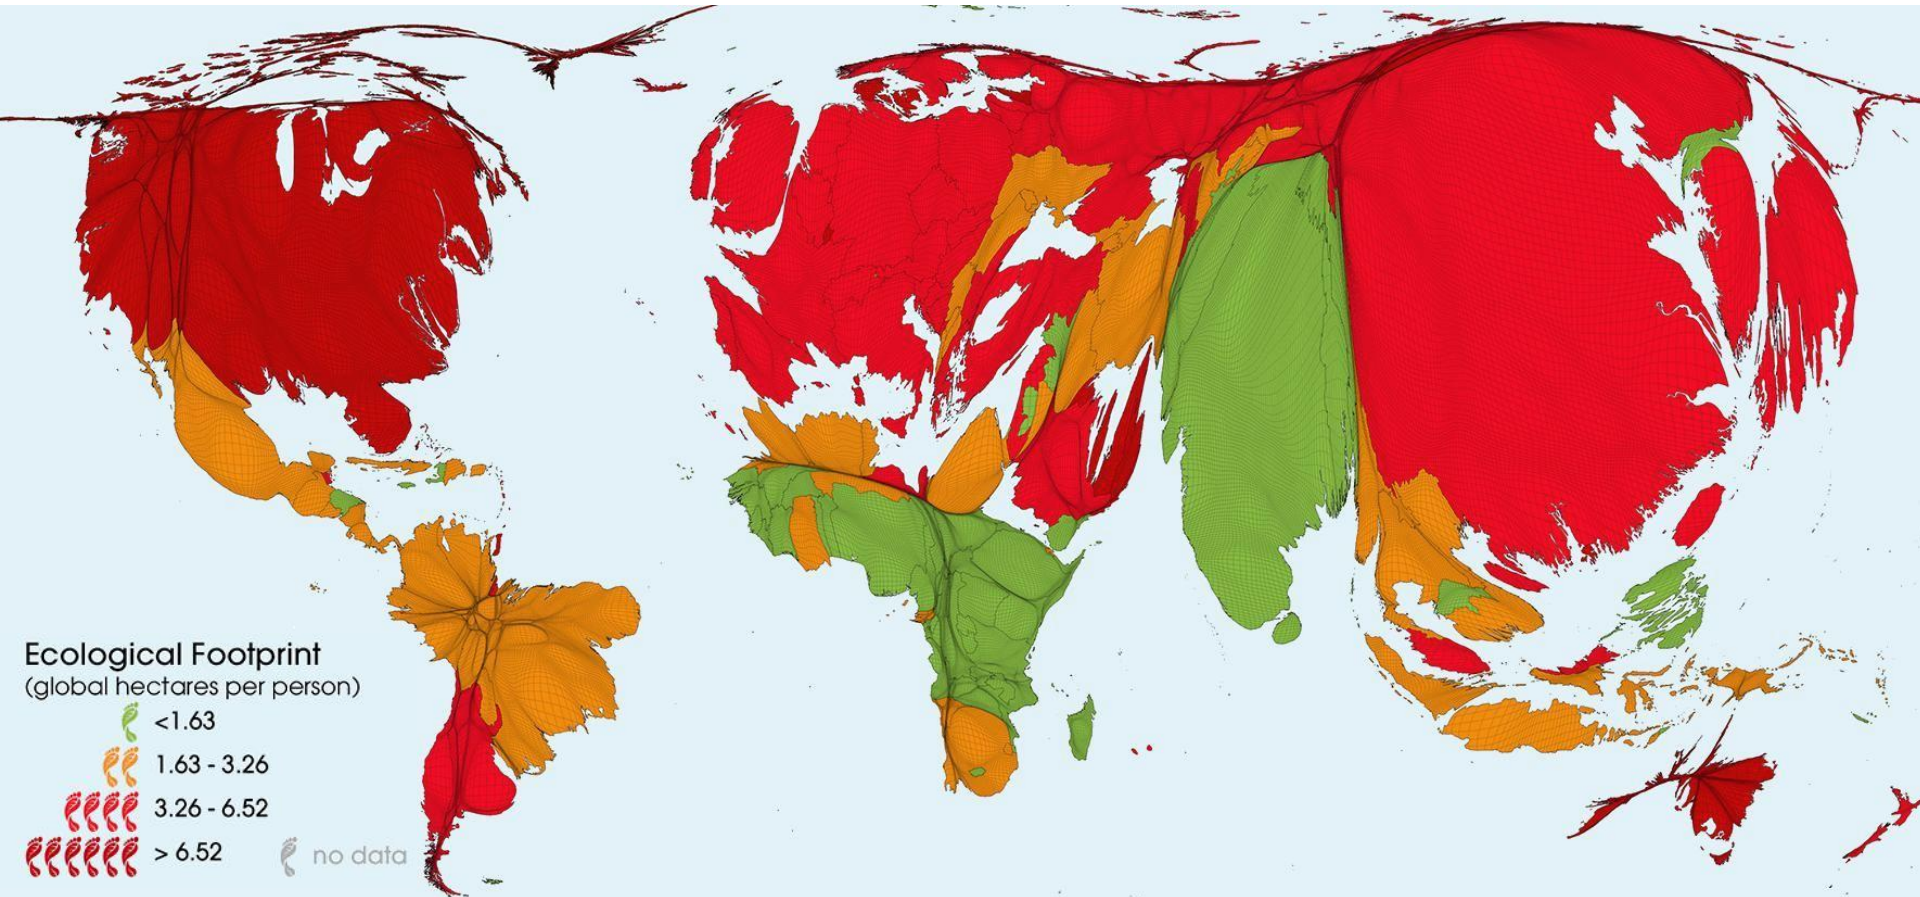 Ecological Footprint
(global hectares per person)
<1.63
1.63 - 3.26
3.26 - 6.52
> 6.52
no data